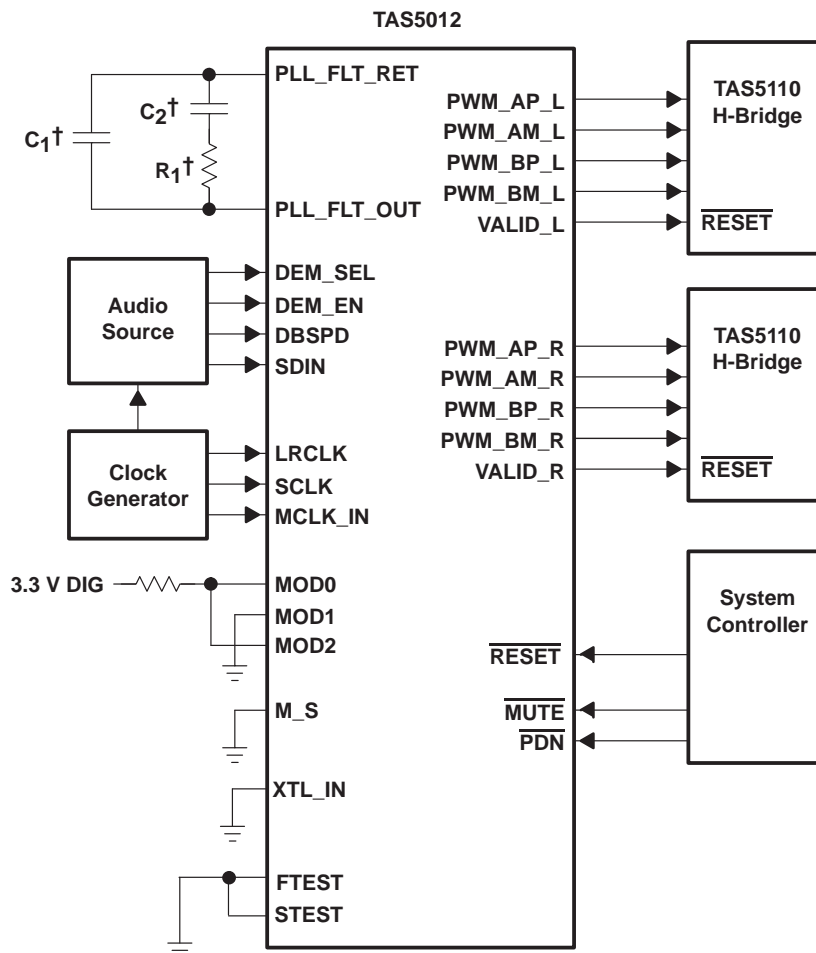 TAS5012
PLL_FLT_RET
C2†
C1†
R1†
PLL_FLT_OUT
Audio
Source
DEM_SEL
DEM_EN
DBSPD
SDIN
Clock
Generator
LRCLK
SCLK
MCLK_IN
3.3 V DIG
MOD0
MOD1
MOD2
M_S
XTL_IN
FTEST
STEST
PWM_AP_L
PWM_AM_L
PWM_BP_L
PWM_BM_L
VALID_L
TAS5110
H-Bridge
RESET
PWM_AP_R
PWM_AM_R
PWM_BP_R
PWM_BM_R
VALID_R
TAS5110
H-Bridge
RESET
RESET
MUTE
PDN
System
Controller